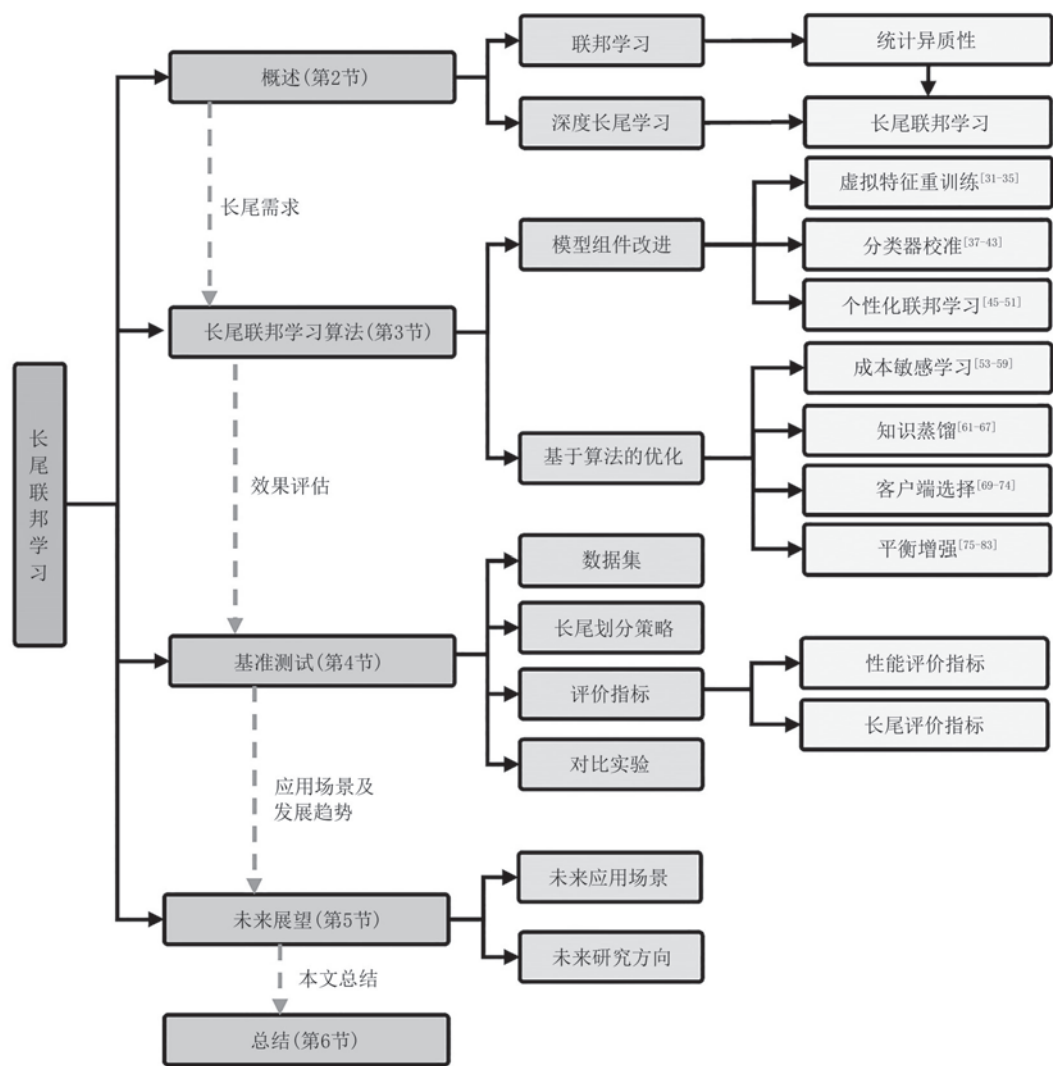 联邦学习
统计异质性
概述(第2节)
深度长尾学习
长尾联邦学习
虚拟特征重训练[31-35]
长尾需求
模型组件改进
分类器校准[37-43]
个性化联邦学习[45-51]
长尾联邦学习算法(第3节)
成本敏感学习[53-59]
长尾联邦学习
知识蒸馏[61-67]
基于算法的优化
效果评估
客户端选择[69-74]
平衡增强[75-83]
数据集
长尾划分策略
基准测试(第4节)
性能评价指标
评价指标
长尾评价指标
对比实验
应用场景及
发展趋势
未来应用场景
未来展望(第5节)
未来研究方向
本文总结
总结(第6节)